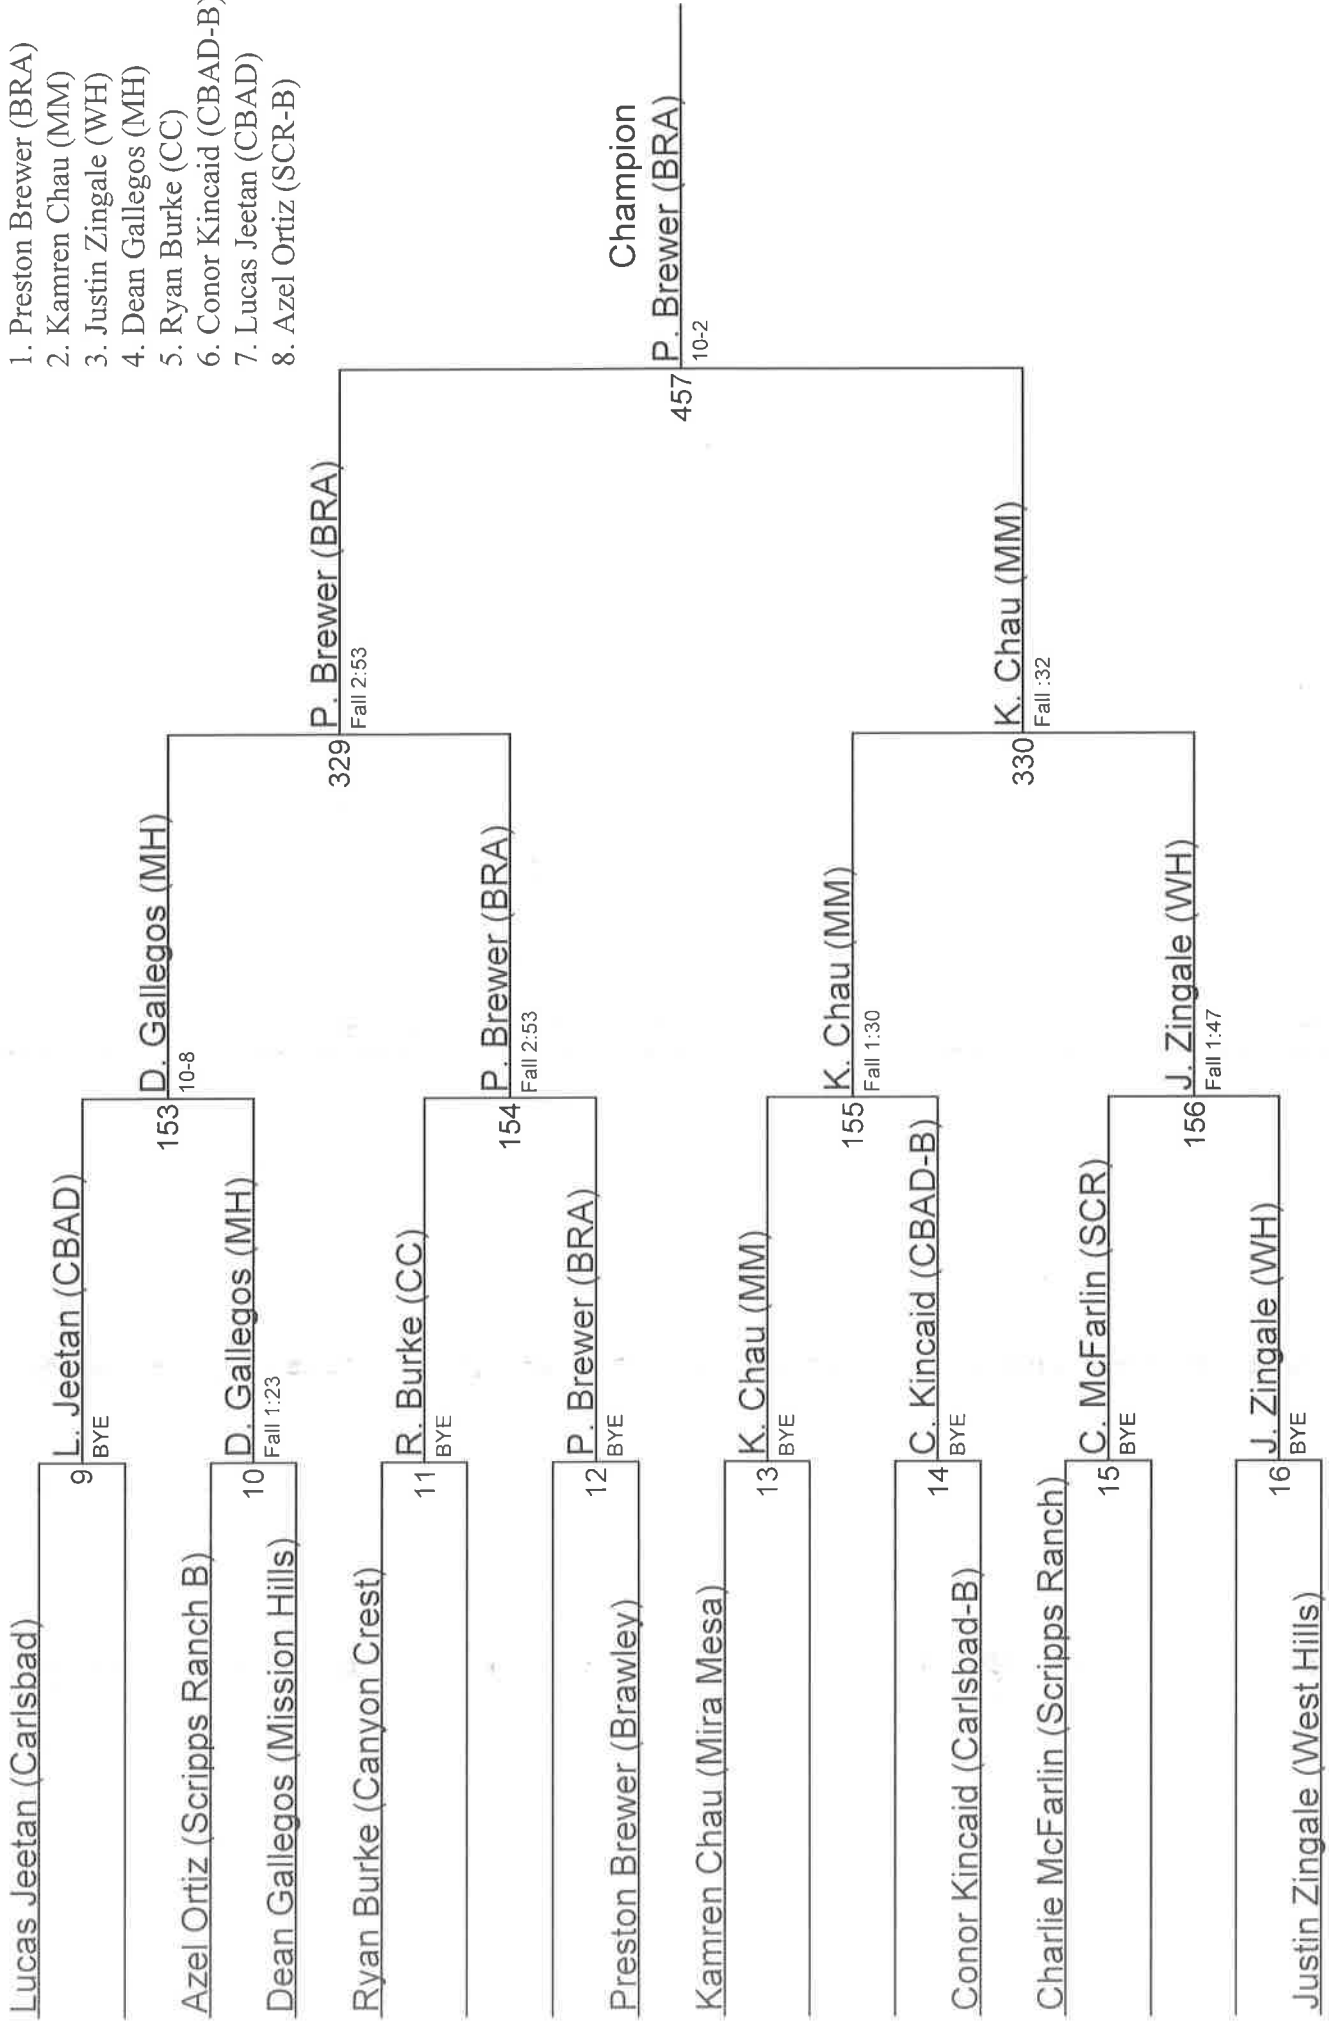 1. Preston Brewer (BRA)
2. Kamren Chau (MM)
3. Justin Zingale (WH)
4. Dean Gallegos (MH)
5. Ryan Burke (CC)
6. Conor Kincaid (CBAD-B)
7. Lucas Jeetan (CBAD)
8. Azel Ortiz (SCR-B)
Lucas Jeetan (Carlsbad)
9
L. Jeetan (CBAD)
BYE
Azel Ortiz (Scripps Ranch B)
Dean Gallegos (Mission Hills)
10
D. Gallegos (MH)
Fall 1:23
Ryan Burke (Canyon Crest)
11
R. Burke (CC)
BYE
Preston Brewer (Brawley)
12
P. Brewer (BRA)
BYE
Kamren Chau (Mira Mesa)
13
K. Chau (MM)
BYE
Conor Kincaid (Carlsbad-B)
14
C. Kincaid (CBAD-B)
BYE
Charlie McFarlin (Scripps Ranch)
15
C. McFarlin (SCR)
BYE
Justin Zingale (West Hills)
16
J. Zingale (WH)
BYE
153
D. Gallegos (MH)
10-8
154
P. Brewer (BRA)
Fall 2:53
155
K. Chau (MM)
Fall 1:30
156
J. Zingale (WH)
Fall 1:47
329
P. Brewer (BRA)
Fall 2:53
330
K. Chau (MM)
Fall :32
Champion
457
P. Brewer (BRA)
10-2